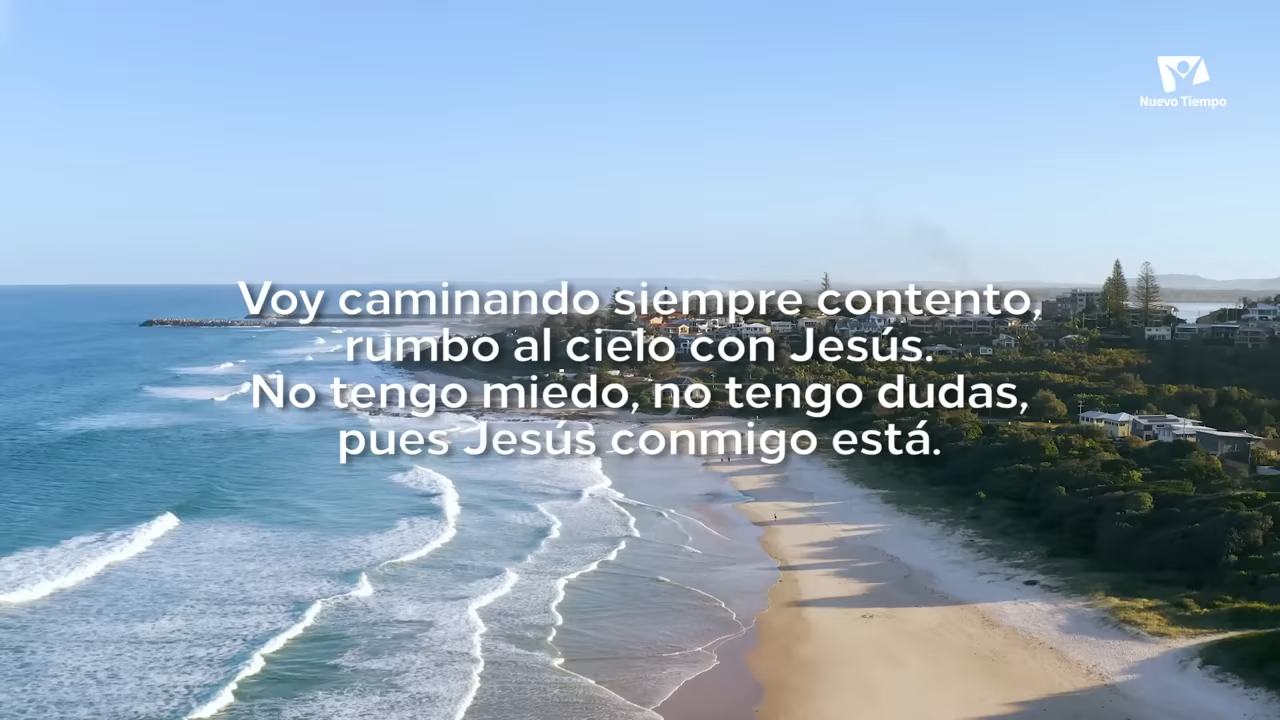 Nuevo Tiempo
Voy caminando siempre contento,
rumbo al cielo con Jesús.
No tengo miedo, no tengo dudas,
pues Jesús conmigo está.